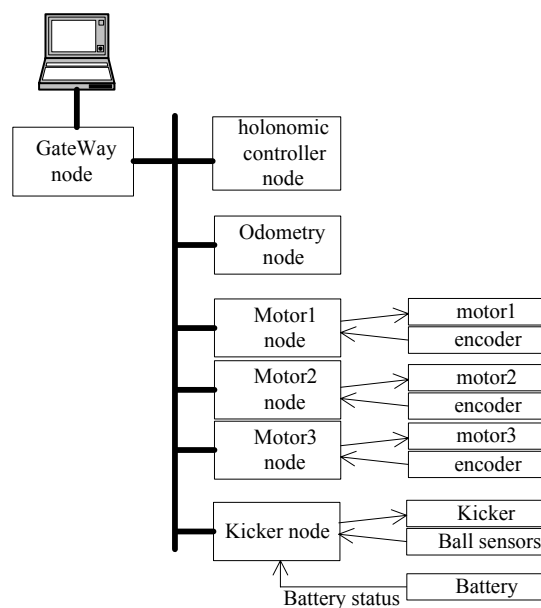 GateWay
node
holonomic
controller
node
Odometry
node
Motor1
node
motor1
encoder
Motor2
node
motor2
encoder
Motor3
node
motor3
encoder
Kicker node
Kicker
Ball sensors
Battery
Battery status